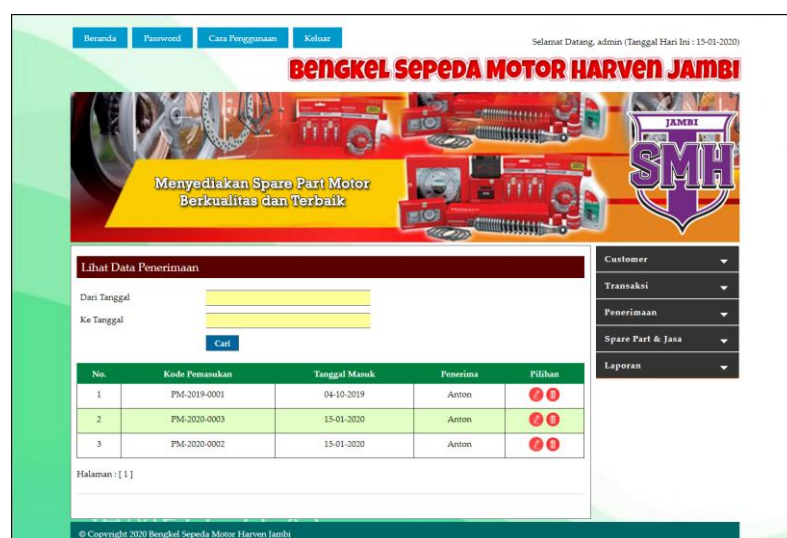 Beranda Password Cara Penggunaan Keluar
Selamat Datang, admin (Tanggal Hari Ini : 15-01-2020)
BENGKEL SEPEDA MOTOR HARVEN JAMBI
Menyediakan Spare Part Motor
Berkualitas dan Terbaik
JAMBI
SMH
Lihat Data Penerimaan
Dari Tanggal
Ke Tanggal
Cari
No. Kode Pemasukan Tanggal Masuk Penerima Pilihan
1 PM-2019-0001 04-10-2019 Anton
2 PM-2020-0003 15-01-2020 Anton
3 PM-2020-0002 15-01-2020 Anton
Halaman : [ 1 ]
Customer
Transaksi
Penerimaan
Spare Part & Jasa
Laporan
© Copyright 2020 Bengkel Sepeda Motor Harven Jambi